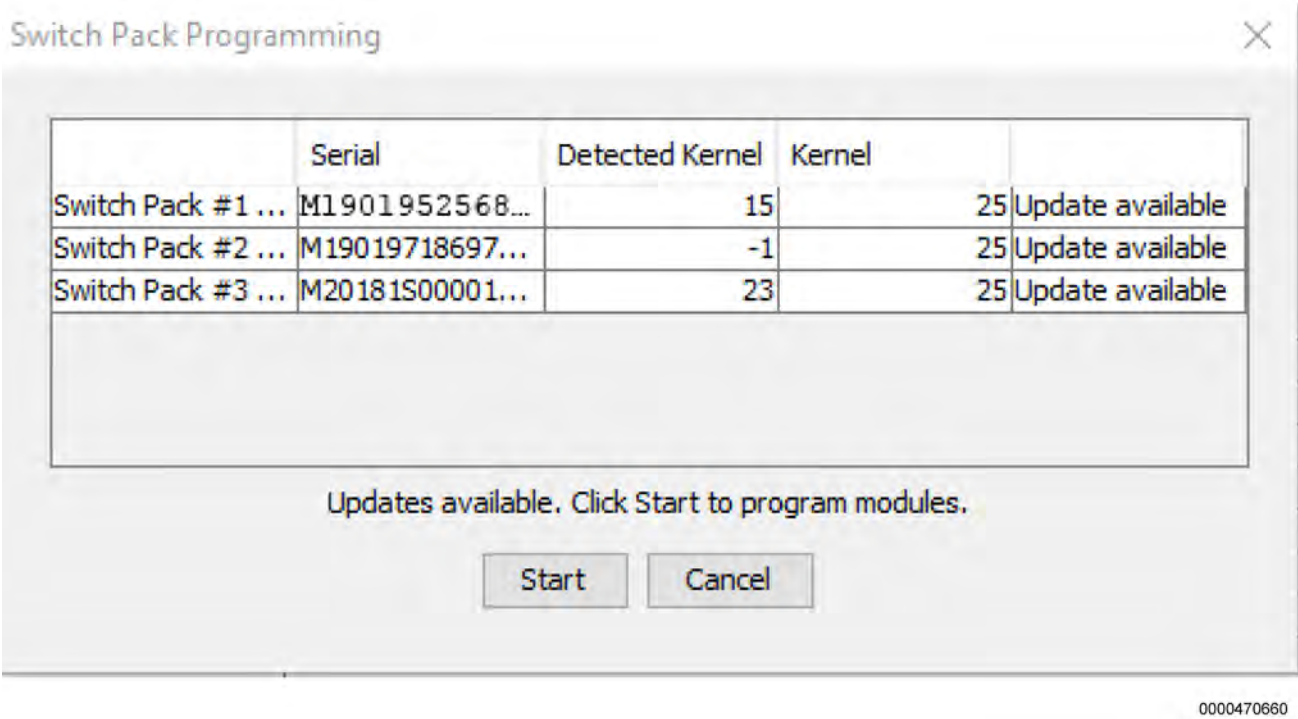 Switch Pack Programming
Serial Detected Kernel Kernel
Switch Pack #1 ... M1901952568... 15 25 Update available
Switch Pack #2 ... M19019718697... -1 25 Update available
Switch Pack #3 ... M20181S00001... 23 25 Update available
Updates available. Click Start to program modules.
Start Cancel
0000470660